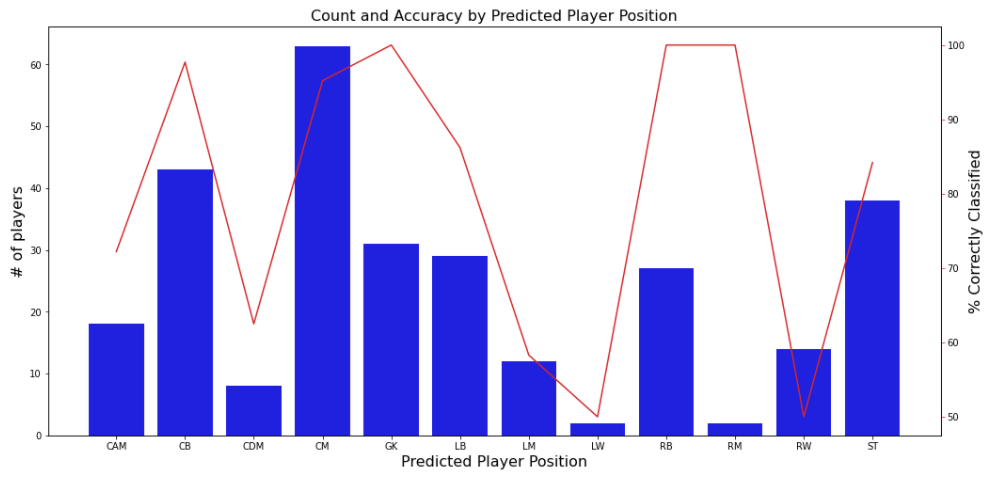 Count and Accuracy by Predicted Player Position
# of players
60
50
40
30
20
10
0
100
90
80
70
60
50
% Correctly Classified
CAM CB CDM CM GK LB LM LW RB RM RW ST
Predicted Player Position